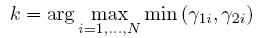 k = arg max_{i=1,...,N} min (γ_{1i}, γ_{2i})